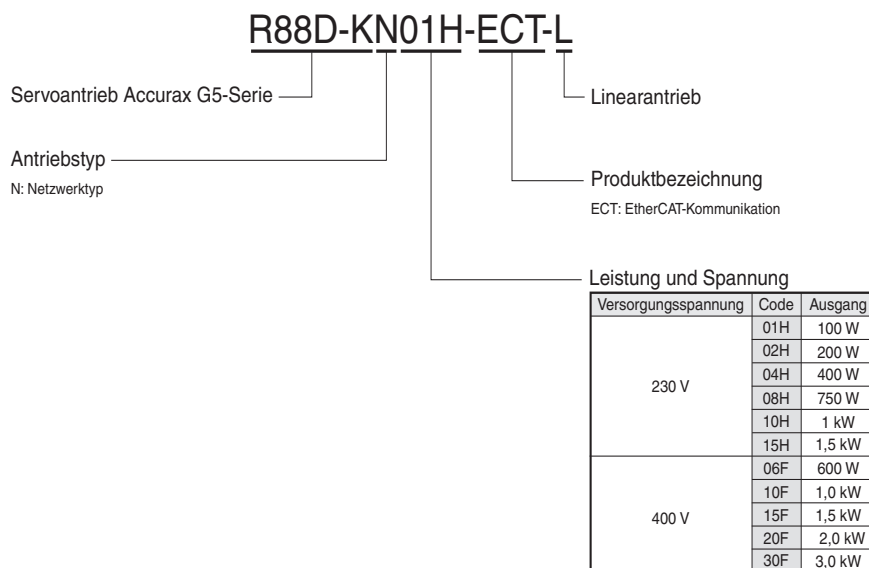 R88D-KN01H-ECT-L
Servoantrieb Accurax G5-Serie
Linearantrieb
Antriebstyp
N: Netzwerktyp
Produktbezeichnung
ECT: EtherCAT-Kommunikation
Leistung und Spannung
Versorgungsspannung Code Ausgang
230 V
01H 100 W
02H 200 W
04H 400 W
08H 750 W
10H 1 kW
15H 1,5 kW
400 V
06F 600 W
10F 1,0 kW
15F 1,5 kW
20F 2,0 kW
30F 3,0 kW